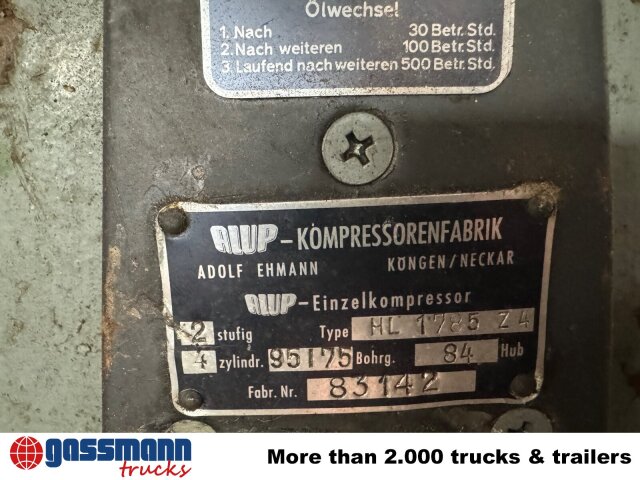 Ölwechsel
1. Nach 30 Betr. Std.
2. Nach weiteren 100 Betr. Std.
3. Laufend nach weiteren 500 Betr. Std.
ALUP-KOMPRESSORENFABRIK
ADOLF EHMANN KÖNGEN/NECKAR
ALUP-Einzelkompressor
2 stufig Type HL 1785 Z4
4 zylindr. 95175 Bohrg. 84 Hub
Fabr. Nr. 83142
gassmann
trucks
More than 2.000 trucks & trailers